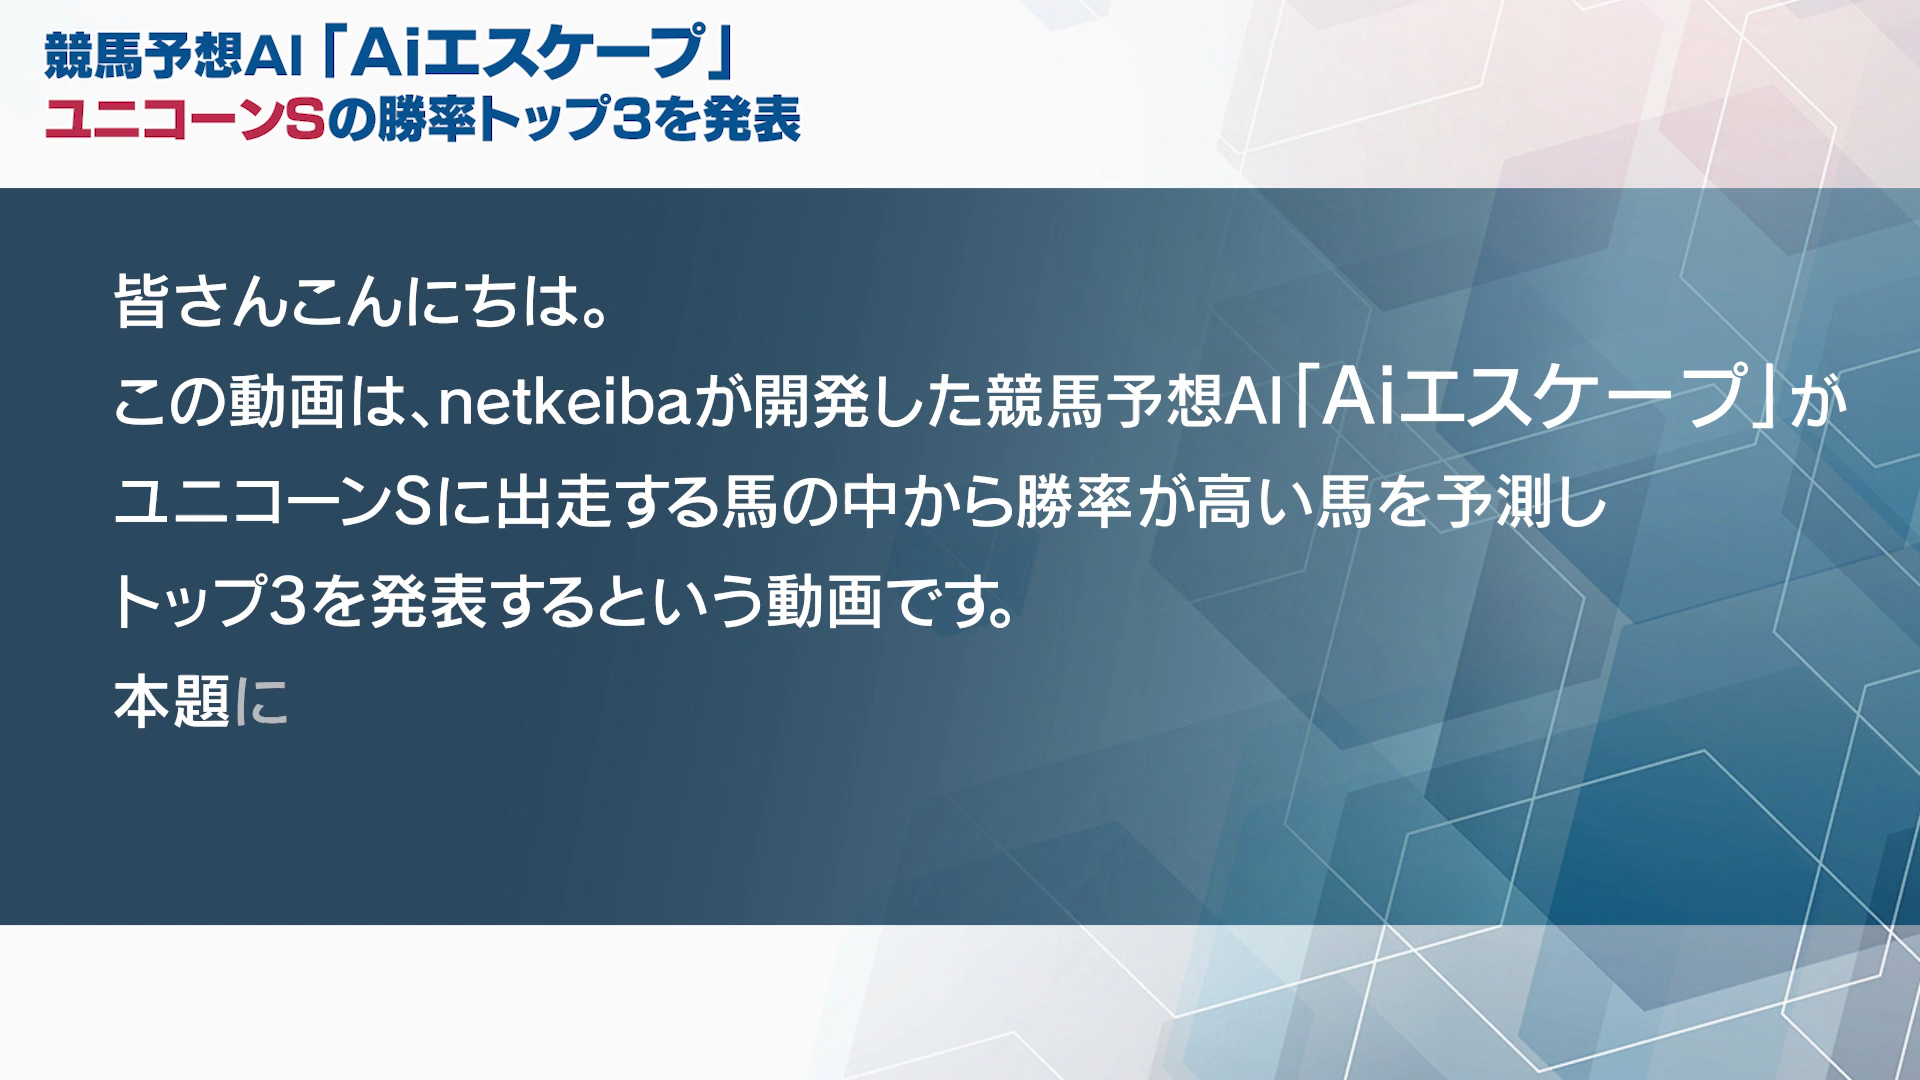 競馬予想AI「Aiエスケープ」
ユニコーンSの勝率トップ3を発表
皆さんこんにちは。
この動画は、netkeibaが開発した競馬予想AI「Aiエスケープ」が
ユニコーンSに出走する馬の中から勝率が高い馬を予測し
トップ3を発表するという動画です。
本題に